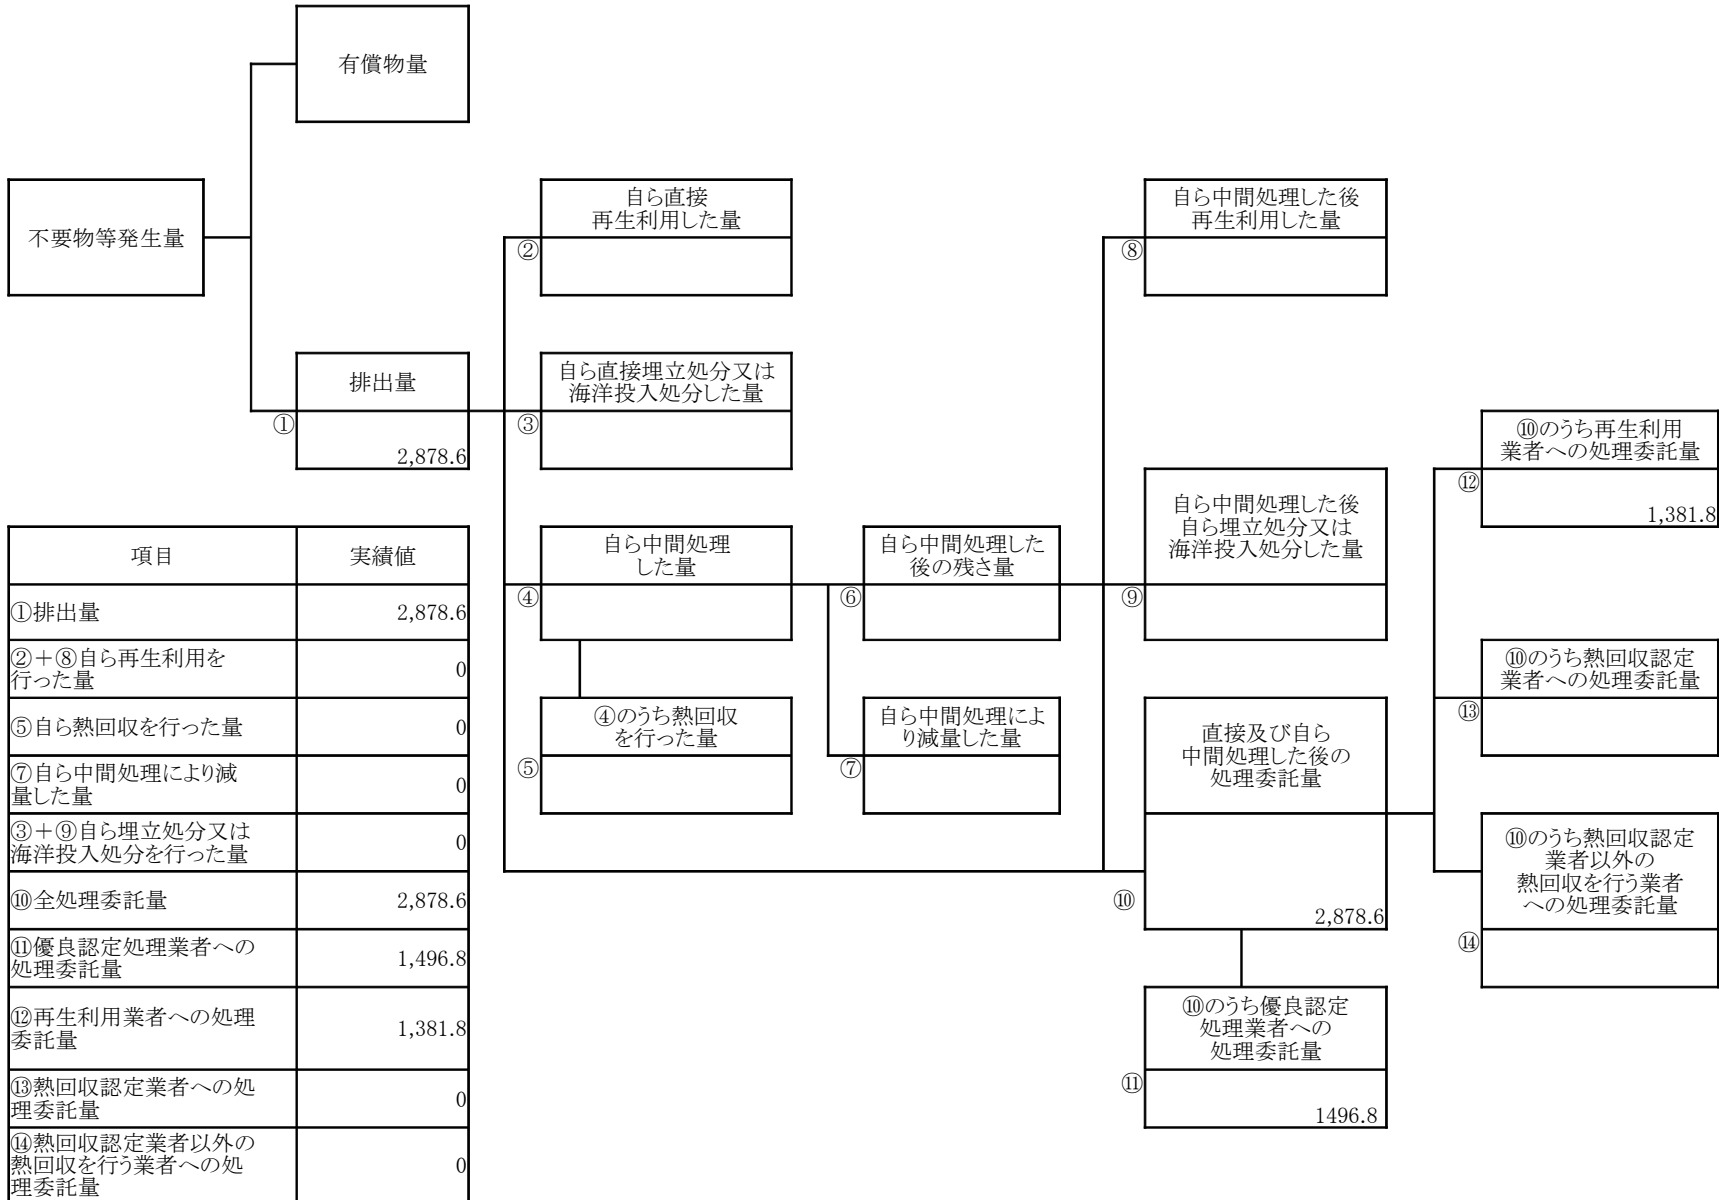 有償物量
不要物等発生量
自ら直接
再生利用した量
②
自ら中間処理した後
再生利用した量
⑧
排出量
①
2,878.6
自ら直接埋立処分又は
海洋投入処分した量
③
⑩のうち再生利用
業者への処理委託量
⑫
1,381.8
自ら中間処理
した量
④
自ら中間処理した
後の残さ量
⑥
自ら中間処理した後
自ら埋立処分又は
海洋投入処分した量
⑨
⑩のうち熱回収認定
業者への処理委託量
⑬
④のうち熱回収
を行った量
⑤
自ら中間処理によ
り減量した量
⑦
直接及び自ら
中間処理した後の
処理委託量
⑩
2,878.6
⑩のうち熱回収認定
業者以外の
熱回収を行う業者
への処理委託量
⑭
⑩のうち優良認定
処理業者への
処理委託量
⑪
1496.8
項目
実績値
①排出量
2,878.6
②+⑧自ら再生利用を
行った量
0
⑤自ら熱回収を行った量
0
⑦自ら中間処理により減
量した量
0
③+⑨自ら埋立処分又は
海洋投入処分を行った量
0
⑩全処理委託量
2,878.6
⑪優良認定処理業者への
処理委託量
1,496.8
⑫再生利用業者への処理
委託量
1,381.8
⑬熱回収認定業者への処
理委託量
0
⑭熱回収認定業者以外の
熱回収を行う業者への処
理委託量
0